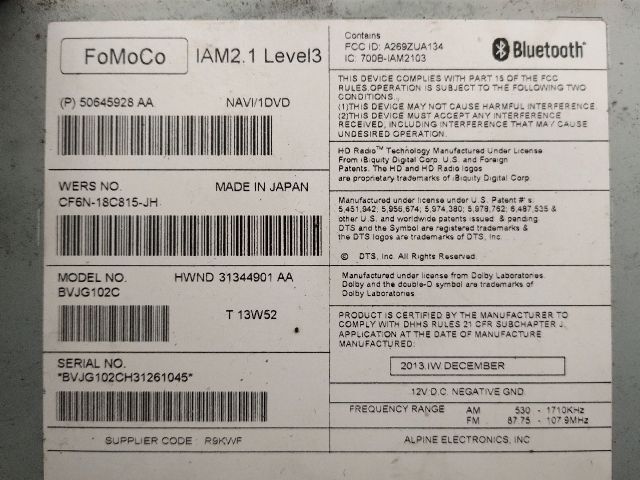 FoMoCo
IAM2.1 Level3
(P) 50645928 AA NAVI/1DVD
WERS NO. MADE IN JAPAN
CF6N-18C815-JH
MODEL NO. HWND 31344901 AA
BVJG102C
T 13W52
SERIAL NO.
*BVJG102CH31261045*
SUPPLIER CODE : R9KWF
Contains
FCC ID: A269ZUA134
IC: 700B-IAM2103
Bluetooth®
THIS DEVICE COMPLIES WITH PART 15 OF THE FCC
RULES.OPERATION IS SUBJECT TO THE FOLLOWING TWO
CONDITIONS.,
(1)THIS DEVICE MAY NOT CAUSE HARMFUL INTERFERENCE.
(2)THIS DEVICE MUST ACCEPT ANY INTERFERENCE
RECEIVED, INCLUDING INTERFERENCE THAT MAY CAUSE
UNDESIRED OPERATION.
HD Radio™ Technology Manufactured Under License
From iBiquity Digital Corp. U.S. and Foreign
Patents. The HD and HD Radio logos
are proprietary trademarks of iBiquity Digital Corp.
Manufactured under license under U.S. Patent #' s:
5,451,942; 5,956,674; 5,974,380; 5,978,762; 6,487,535 &
other U.S. and worldwide patents issued & pending.
DTS and the Symbol are registered trademarks &
the DTS logos are trademarks of DTS, Inc.
© DTS, Inc. All Rights Reserved.
Manufactured under license from Dolby Laboratories.
Dolby and the double-D symbol are trademarks of
Dolby Laboratories
PRODUCT IS CERTIFIED BY THE MANUFACTURER TO
COMPLY WITH DHHS RULES 21 CFR SUBCHAPTER J.
APPLICATION AT THE DATE OF MANUFACTURE
MANUFACTURED:
2013.IW.DECEMBER
12V D.C. NEGATIVE GND.
FREQUENCY RANGE AM 530 - 1710KHz
FM 87.75 - 107.9MHz
ALPINE ELECTRONICS, INC